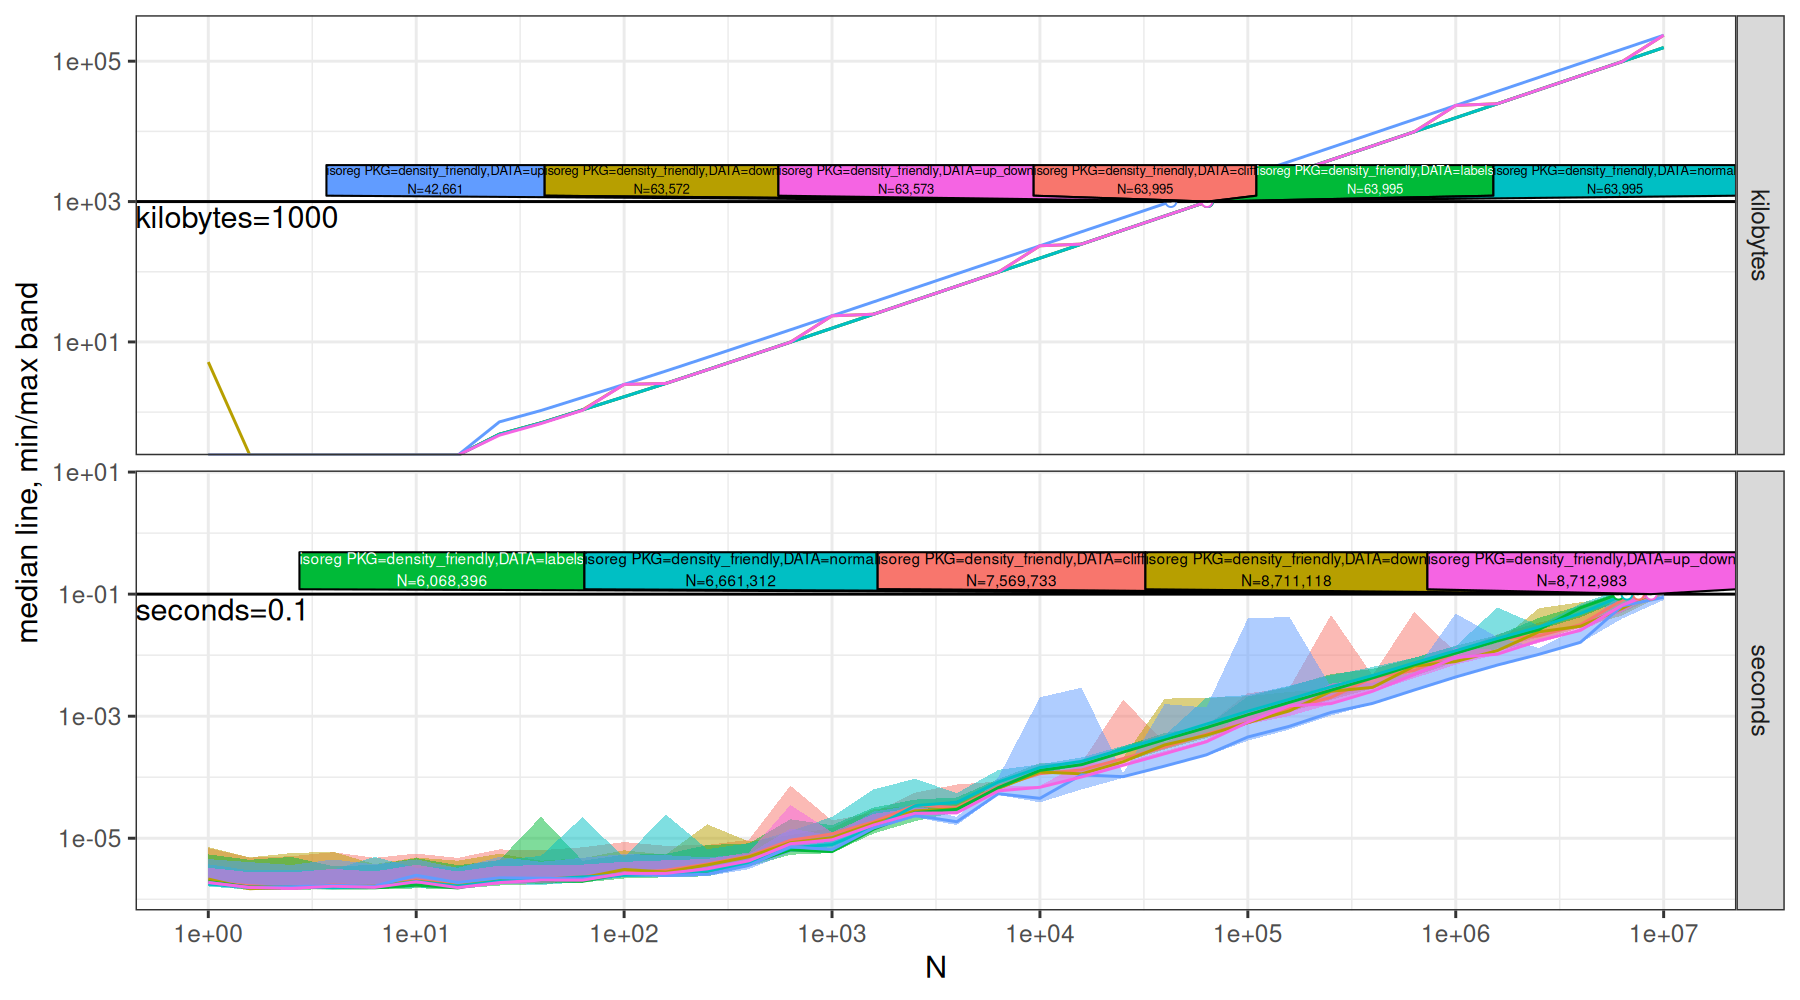 1e+05
1e+03
1e+01
isoreg PKG=density_friendly,DATA=up
N=42,661
isoreg PKG=density_friendly,DATA=down
N=63,572
isoreg PKG=density_friendly,DATA=up_down
N=63,573
isoreg PKG=density_friendly,DATA=cliff
N=63,995
isoreg PKG=density_friendly,DATA=labels
N=63,995
isoreg PKG=density_friendly,DATA=normal
N=63,995
kilobytes=1000
kilobytes
median line, min/max band
1e+01
1e-01
1e-03
1e-05
isoreg PKG=density_friendly,DATA=labels
N=6,068,396
isoreg PKG=density_friendly,DATA=normal
N=6,661,312
isoreg PKG=density_friendly,DATA=cliff
N=7,569,733
isoreg PKG=density_friendly,DATA=down
N=8,711,118
isoreg PKG=density_friendly,DATA=up_down
N=8,712,983
seconds=0.1
seconds
1e+00
1e+01
1e+02
1e+03
1e+04
1e+05
1e+06
1e+07
N